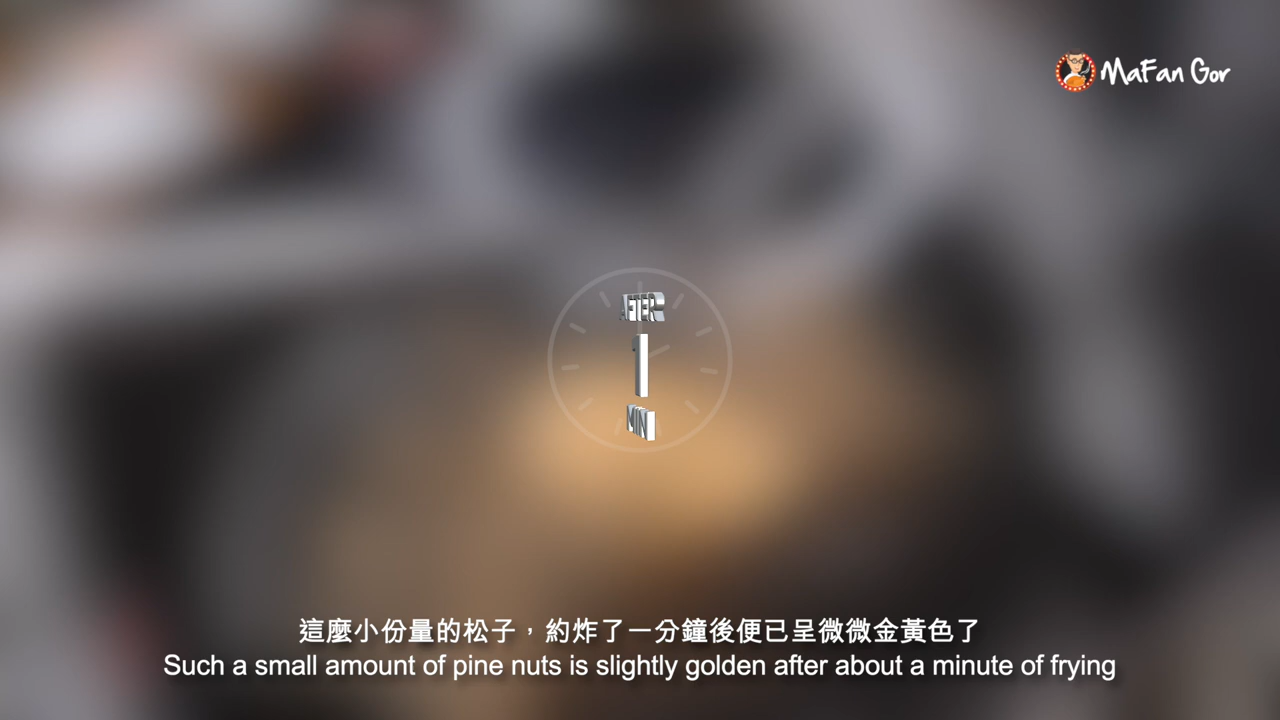 MaFan Gor
AFTER
1
MIN
這麼小份量的松子，約炸了一分鐘後便已呈微微金黃色了
Such a small amount of pine nuts is slightly golden after about a minute of frying